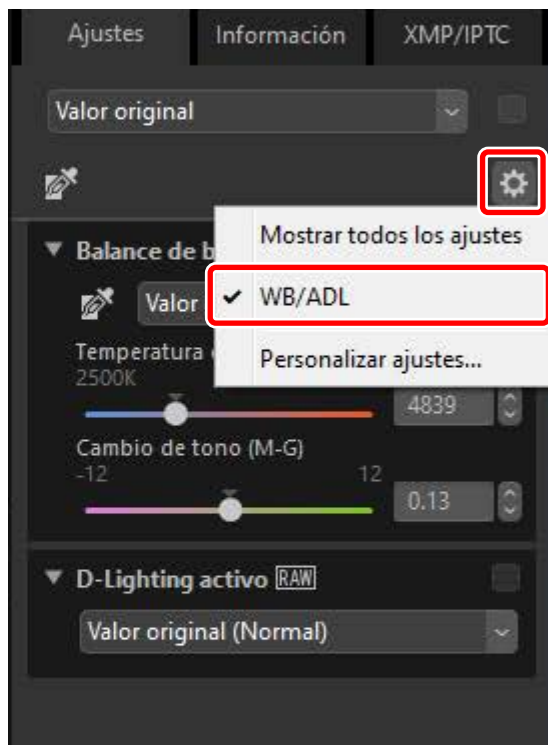 Ajustes Información XMP/IPTC
Valor original
Mostrar todos los ajustes
Balance de b
WB/ADL
Valor
Personalizar ajustes...
Temperatura
2500K
4839
Cambio de tono (M-G)
-12 12
0.13
D-Lighting activo RAW
Valor original (Normal)